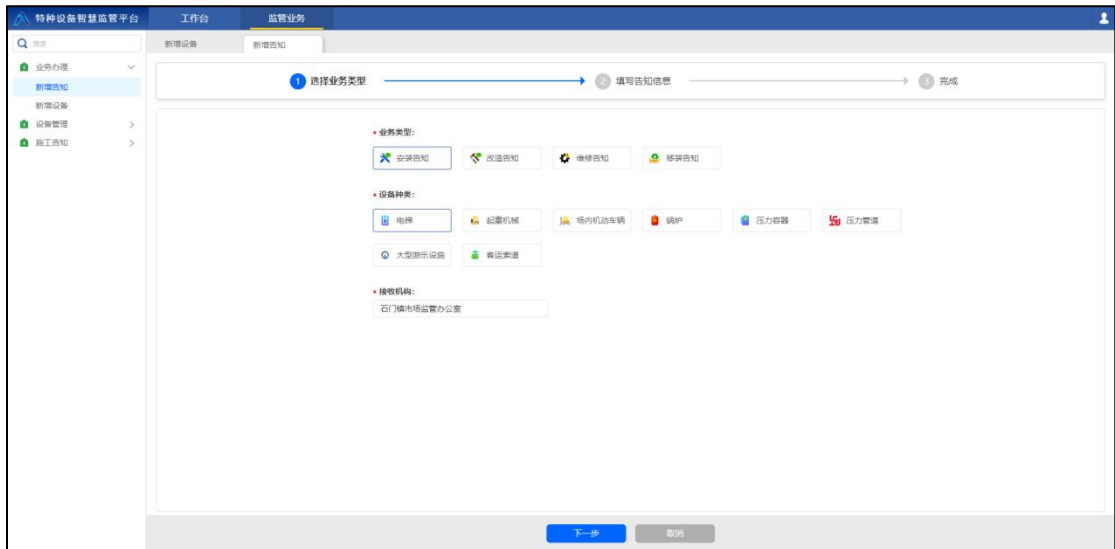 特种设备智慧监管平台 工作台 监管业务
搜索 新增设备 新增告知
业务办理
新增告知
新增设备
设备管理
施工告知
1 选择业务类型 2 填写告知信息 3 完成
* 业务类型:
安装告知 改造告知 维修告知 移装告知
* 设备种类:
电梯 起重机械 场内机动车辆 锅炉 压力容器 压力管道
大型游乐设施 客运索道
* 接收机构:
石门镇市场监管办公室
下一步 取消